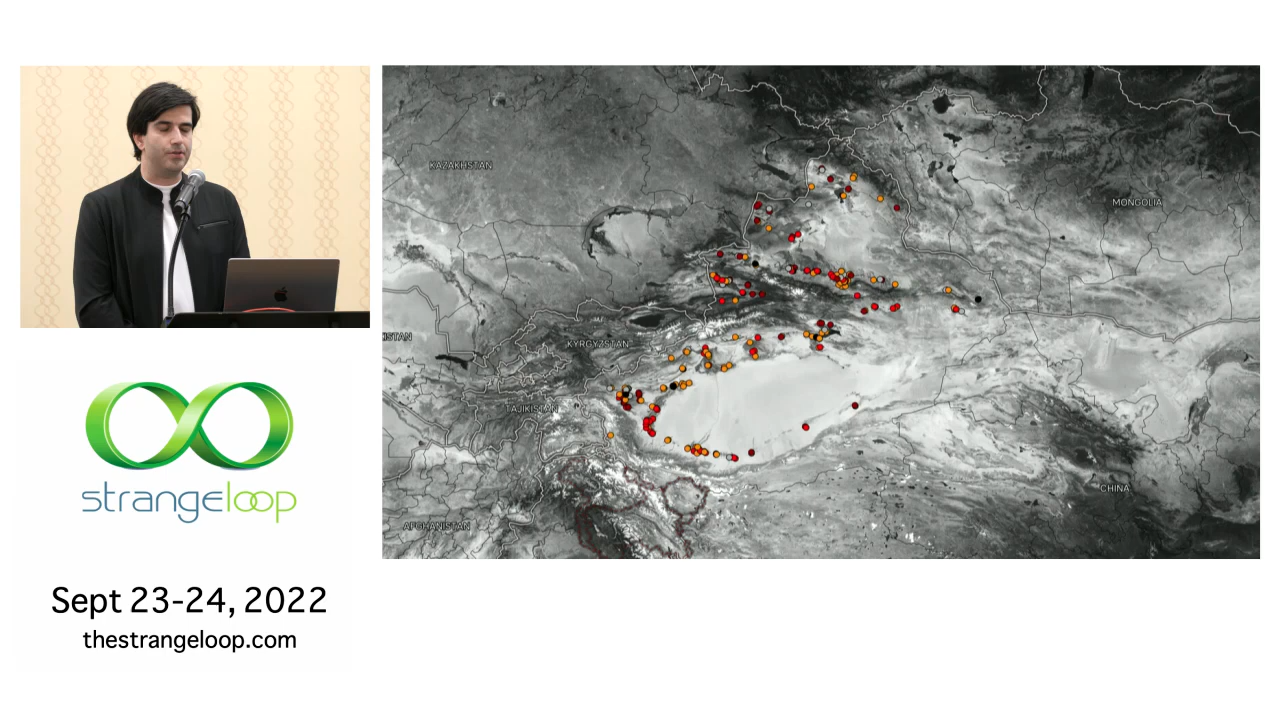 KAZAKHSTAN
MONGOLIA
KYRGYZSTAN
ISTAN
TAJIKISTAN
CHINA
AFGHANISTAN
strangeloop
Sept 23-24, 2022
thestrangeloop.com